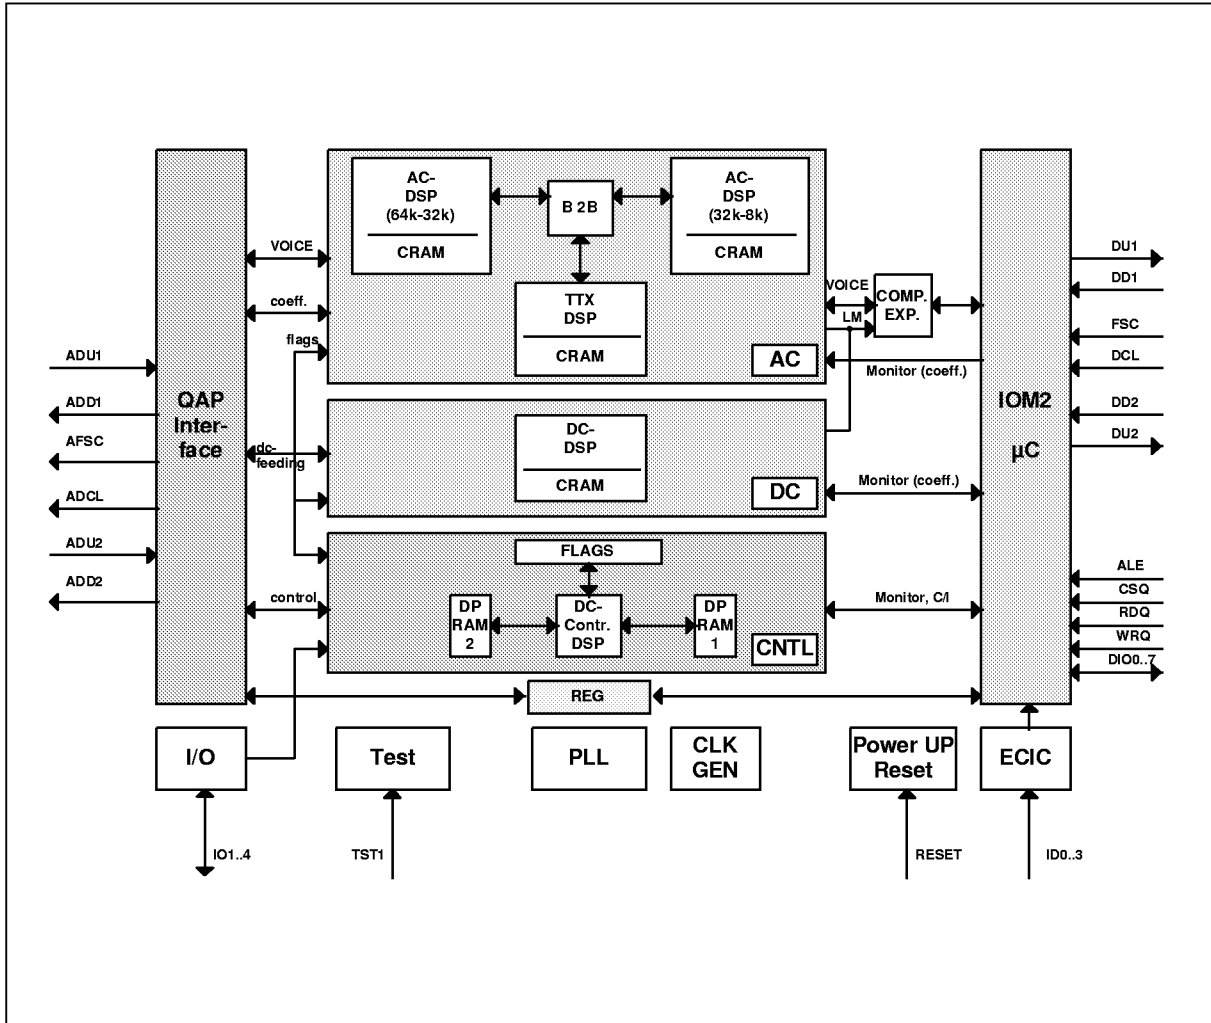 AC-
DSP
(64k-32k)
CRAM
B 2B
AC-
DSP
(32k-8k)
CRAM
TTX
DSP
CRAM
AC
VOICE
coeff.
flags
ADU1
ADD1
AFSC
ADCL
ADU2
ADD2
QAP
Inter-
face
dc-
feeding
control
DC-
DSP
CRAM
DC
FLAGS
DP
RAM
2
DC-
Contr.
DSP
DP
RAM
1
CNTL
REG
VOICE
LM
COMP.
EXP.
Monitor (coeff.)
Monitor (coeff.)
Monitor, C/I
IOM2
µC
DU1
DD1
FSC
DCL
DD2
DU2
ALE
CSQ
RDQ
WRQ
DIO0..7
I/O
Test
PLL
CLK
GEN
Power UP
Reset
ECIC
IO1..4
TST1
RESET
ID0..3